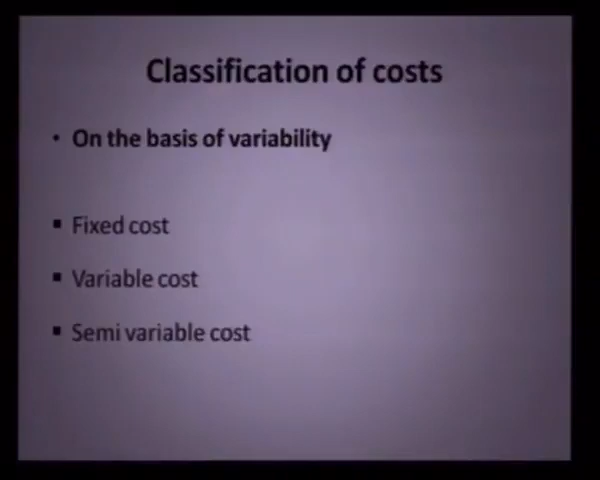 Classification of costs
• On the basis of variability
▪ Fixed cost
▪ Variable cost
▪ Semi variable cost